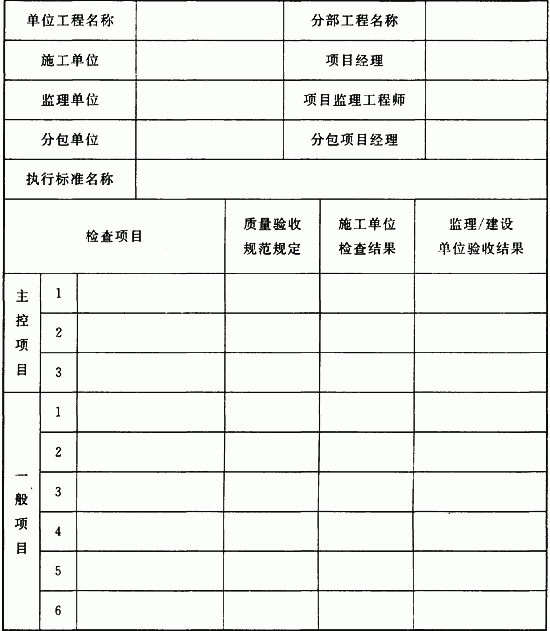 单位工程名称 分部工程名称
施工单位 项目经理
监理单位 项目监理工程师
分包单位 分包项目经理
执行标准名称
检查项目 质量验收规范规定 施工单位检查结果 监理/建设单位验收结果
主控项目
1
2
3
一般项目
1
2
3
4
5
6